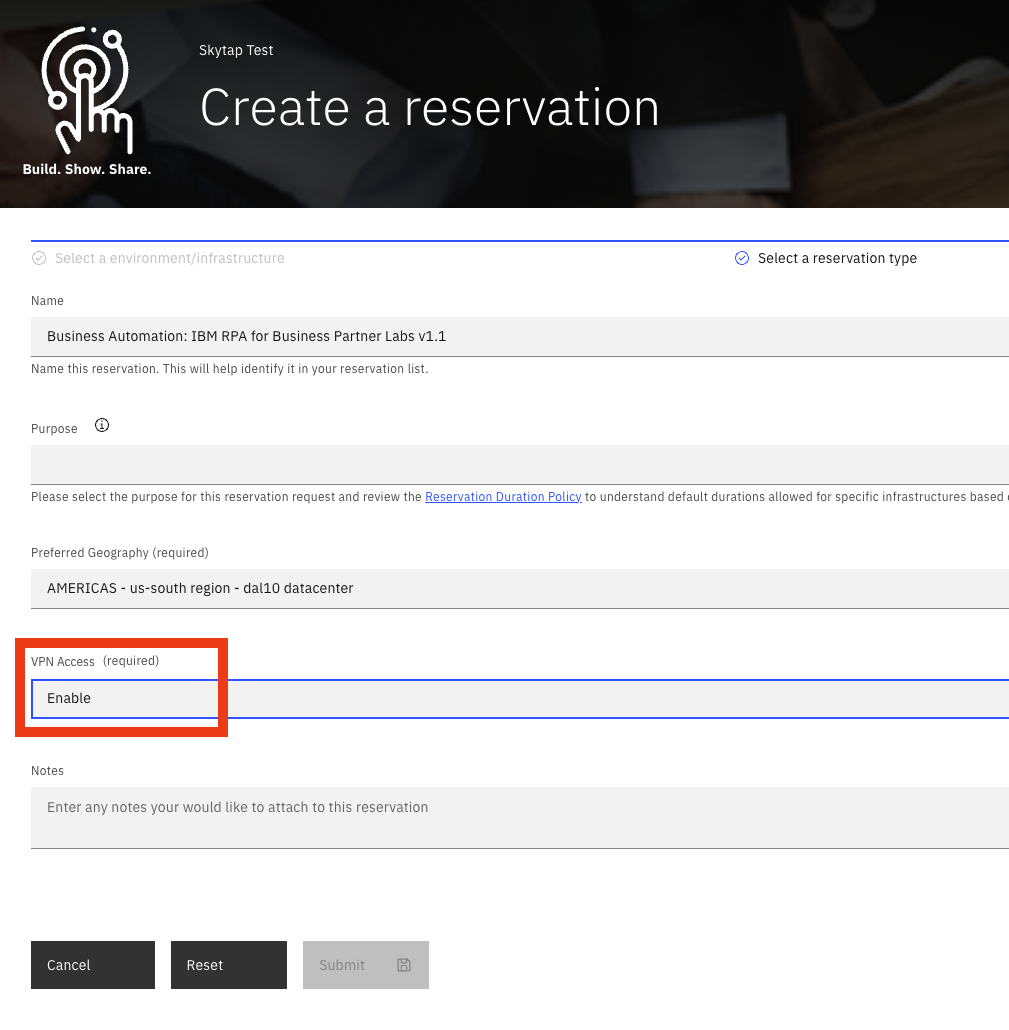 Skytap Test
Create a reservation
Build. Show. Share.
Select a environment/infrastructure
Select a reservation type
Name
Business Automation: IBM RPA for Business Partner Labs v1.1
Name this reservation. This will help identify it in your reservation list.
Purpose
Please select the purpose for this reservation request and review the Reservation Duration Policy to understand default durations allowed for specific infrastructures based
Preferred Geography (required)
AMERICAS - us-south region - dal10 datacenter
VPN Access (required)
Enable
Notes
Enter any notes your would like to attach to this reservation
Cancel
Reset
Submit